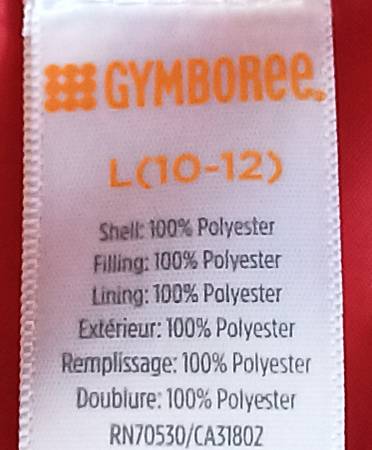 GYMBOREE.
L(10-12)
Shell: 100% Polyester
Filling: 100% Polyester
Lining: 100% Polyester
Extérieur: 100% Polyester
Remplissage: 100% Polyester
Doublure: 100% Polyester
RN70530/CA31802